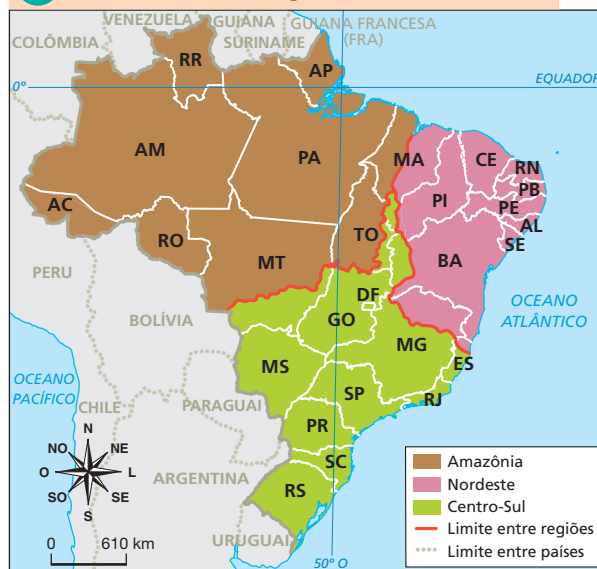 VENEZUELA
GUIANA
GUIANA FRANCESA
(FRA)
COLÔMBIA
SURINAME
RR
AP
0º
EQUADOR
AM
PA
MA
CE
RN
PB
PI
PE
AC
AL
TO
SE
RO
MT
BA
PERU
DF
BOLÍVIA
GO
OCEANO
ATLÂNTICO
MG
MS
ES
OCEANO
PACÍFICO
SP
RJ
CHILE
PARAGUAI
PR
N
NO
NE
O
L
SO
SE
S
SC
ARGENTINA
RS
Amazônia
Nordeste
Centro-Sul
Limite entre regiões
Limite entre países
URUGUAI
0 610 km
50° O